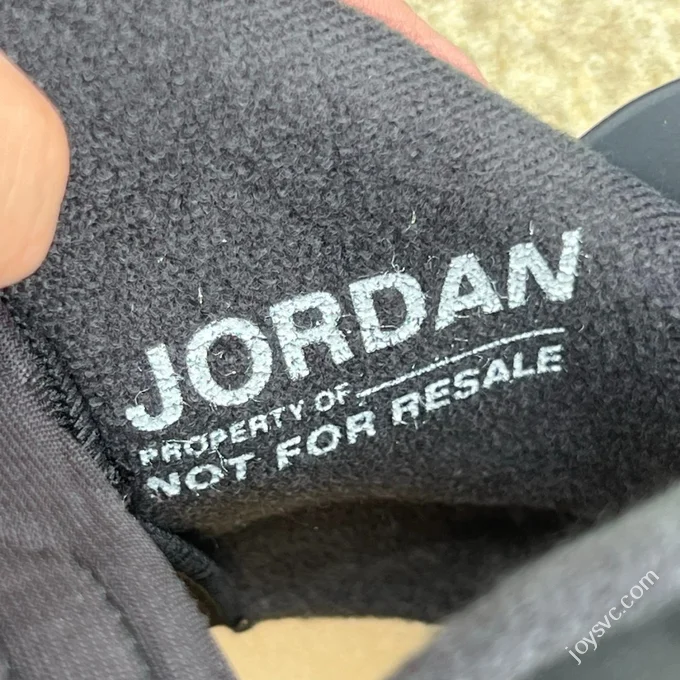 JORDAN
PROPERTY OF
NOT FOR RESALE
joysvc.com